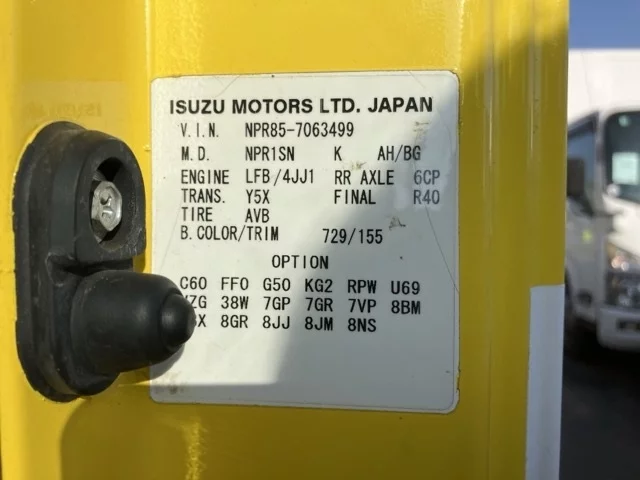 ISUZU MOTORS LTD. JAPAN
V.I.N. NPR85-7063499
M.D. NPR1SN K AH/BG
ENGINE LFB/4JJ1 RR AXLE 6CP
TRANS. Y5X FINAL R40
TIRE AVB
B.COLOR/TRIM 729/155
OPTION
C60 FF0 G50 KG2 RPW U69
38W 7GP 7GR 7VP 8BM
8GR 8JJ 8JM 8NS